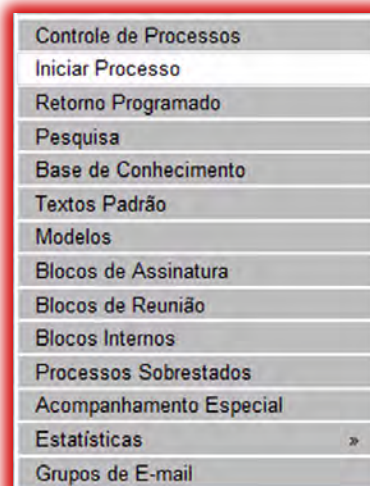 Controle de Processos
Iniciar Processo
Retorno Programado
Pesquisa
Base de Conhecimento
Textos Padrão
Modelos
Blocos de Assinatura
Blocos de Reunião
Blocos Internos
Processos Sobrestados
Acompanhamento Especial
Estatísticas »
Grupos de E-mail